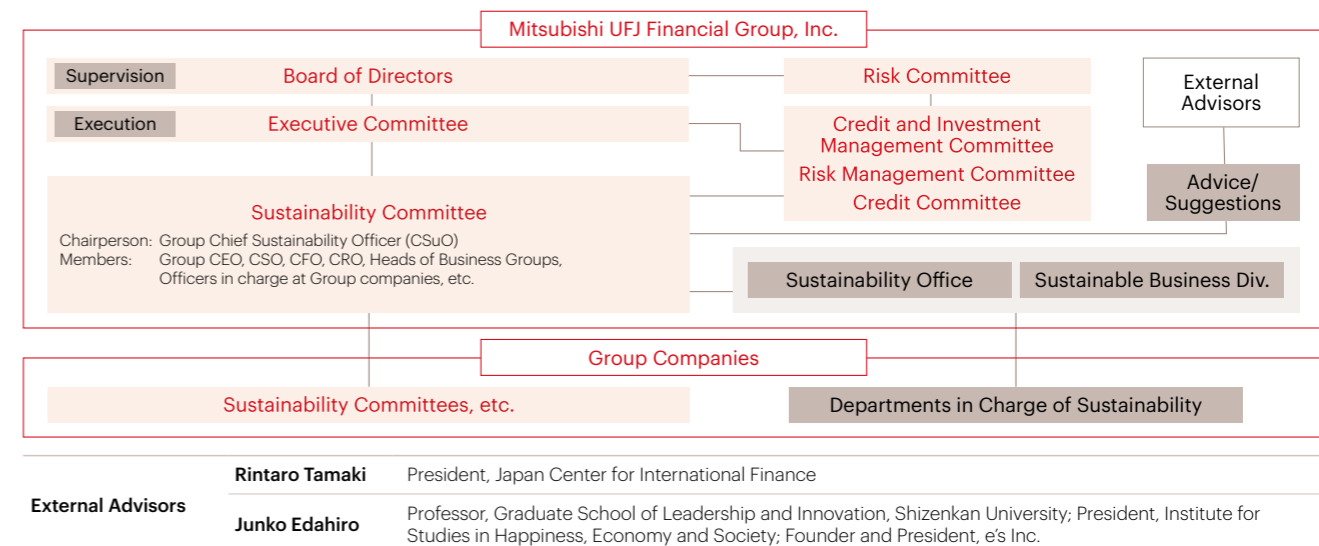 Mitsubishi UFJ Financial Group, Inc.
Supervision
Board of Directors
Risk Committee
External
Advisors
Execution
Executive Committee
Credit and Investment
Management Committee
Risk Management Committee
Credit Committee
Advice/
Suggestions
Sustainability Committee
Chairperson: Group Chief Sustainability Officer (CSuO)
Members: Group CEO, CSO, CFO, CRO, Heads of Business Groups,
Officers in charge at Group companies, etc.
Sustainability Office
Sustainable Business Div.
Group Companies
Sustainability Committees, etc.
Departments in Charge of Sustainability
External Advisors
Rintaro Tamaki President, Japan Center for International Finance
Junko Edahiro Professor, Graduate School of Leadership and Innovation, Shizenkan University; President, Institute for
Studies in Happiness, Economy and Society; Founder and President, e’s Inc.